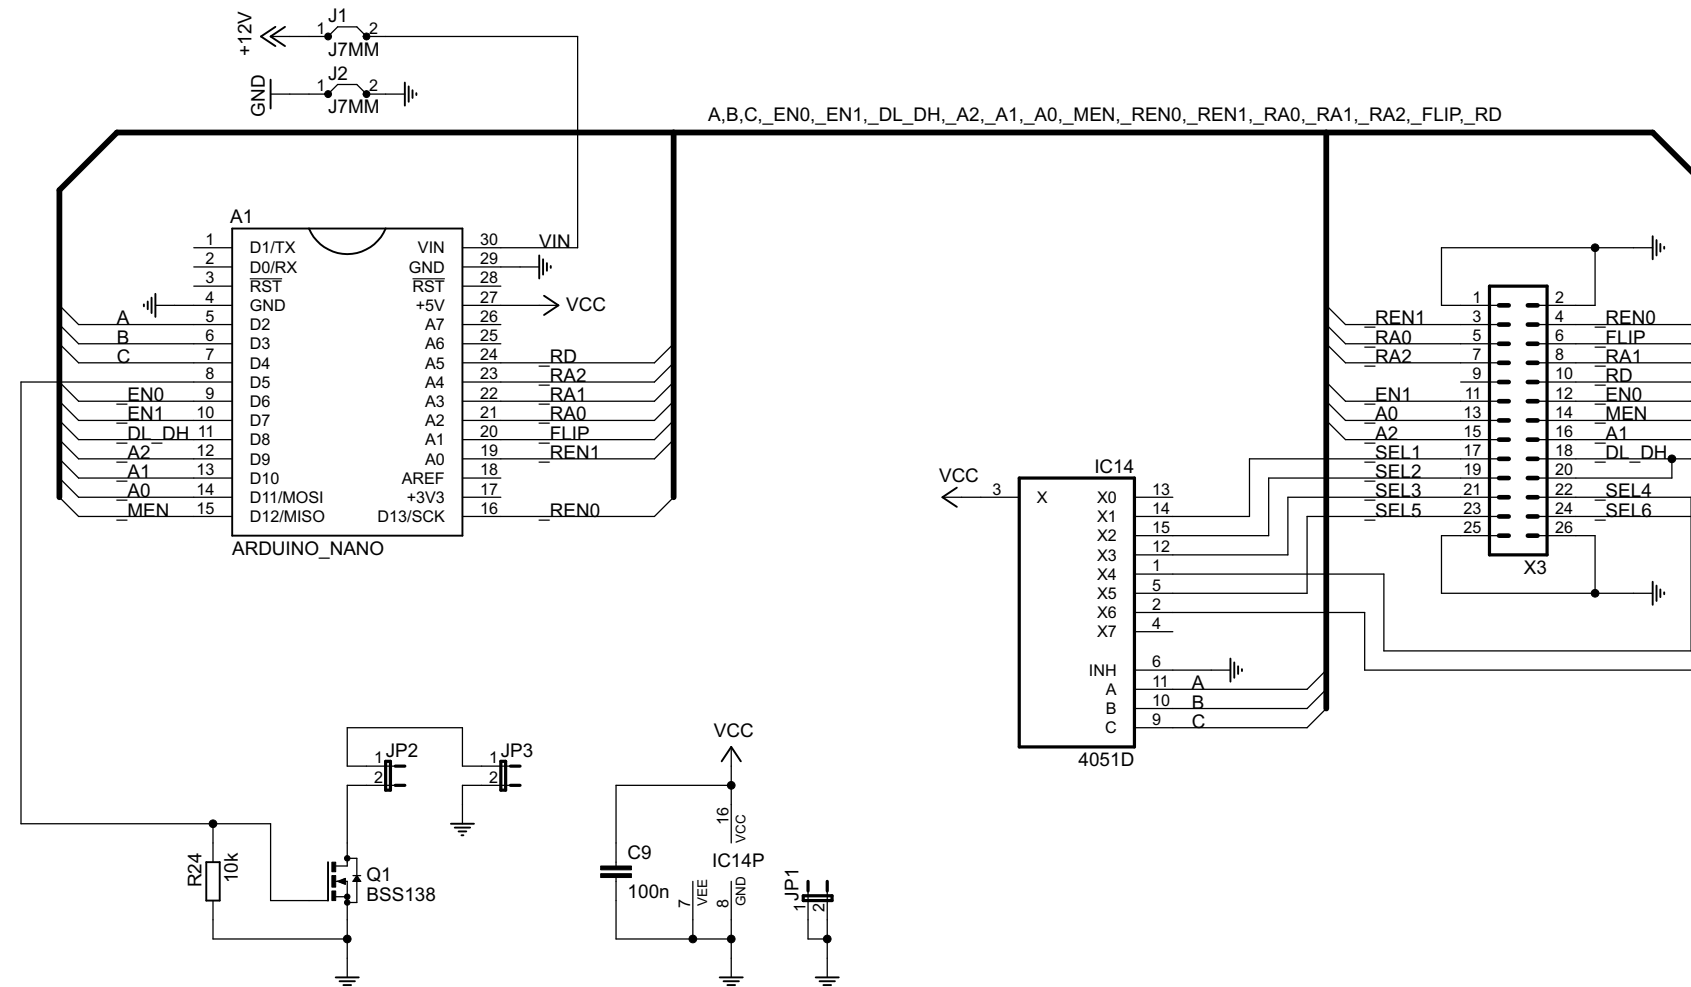 +12V
1
J1
2
J7MM
GND
1
J2
2
J7MM
A,B,C,_EN0,_EN1,_DL_DH,_A2,_A1,_A0,_MEN,_REN0,_REN1,_RA0,_RA1,_RA2,_FLIP,_RD
A1
1 D1/TX VIN 30 VIN
2 D0/RX GND 29
3 RST RST 28
4 GND +5V 27 VCC
A 5 D2 A7 26
B 6 D3 A6 25
C 7 D4 A5 24 _RD
8 D5 A4 23 _RA2
_EN0 9 D6 A3 22 _RA1
_EN1 10 D7 A2 21 _RA0
_DL_DH 11 D8 A1 20 _FLIP
_A2 12 D9 A0 19 _REN1
_A1 13 D10 AREF 18
_A0 14 D11/MOSI +3V3 17
_MEN 15 D12/MISO D13/SCK 16 _REN0
ARDUINO_NANO
1 2
_REN1 3 4 _REN0
_RA0 5 6 _FLIP
_RA2 7 8 _RA1
9 10 _RD
_EN1 11 12 _EN0
_A0 13 14 _MEN
_A2 15 16 _A1
_SEL1 17 18 _DL_DH
_SEL2 19 20
_SEL3 21 22 _SEL4
_SEL5 23 24 _SEL6
25 26
X3
IC14
VCC 3 X X0 13
X1 14
X2 15
X3 12
X4 1
X5 5
X6 2
X7 4
INH 6
A 11 A
B 10 B
C 9 C
4051D
1 JP2
2
1 JP3
2
R24
10k
Q1
BSS138
VCC
C9
100n
16
VCC
IC14P
7
VEE
8
GND
JP1
1
2